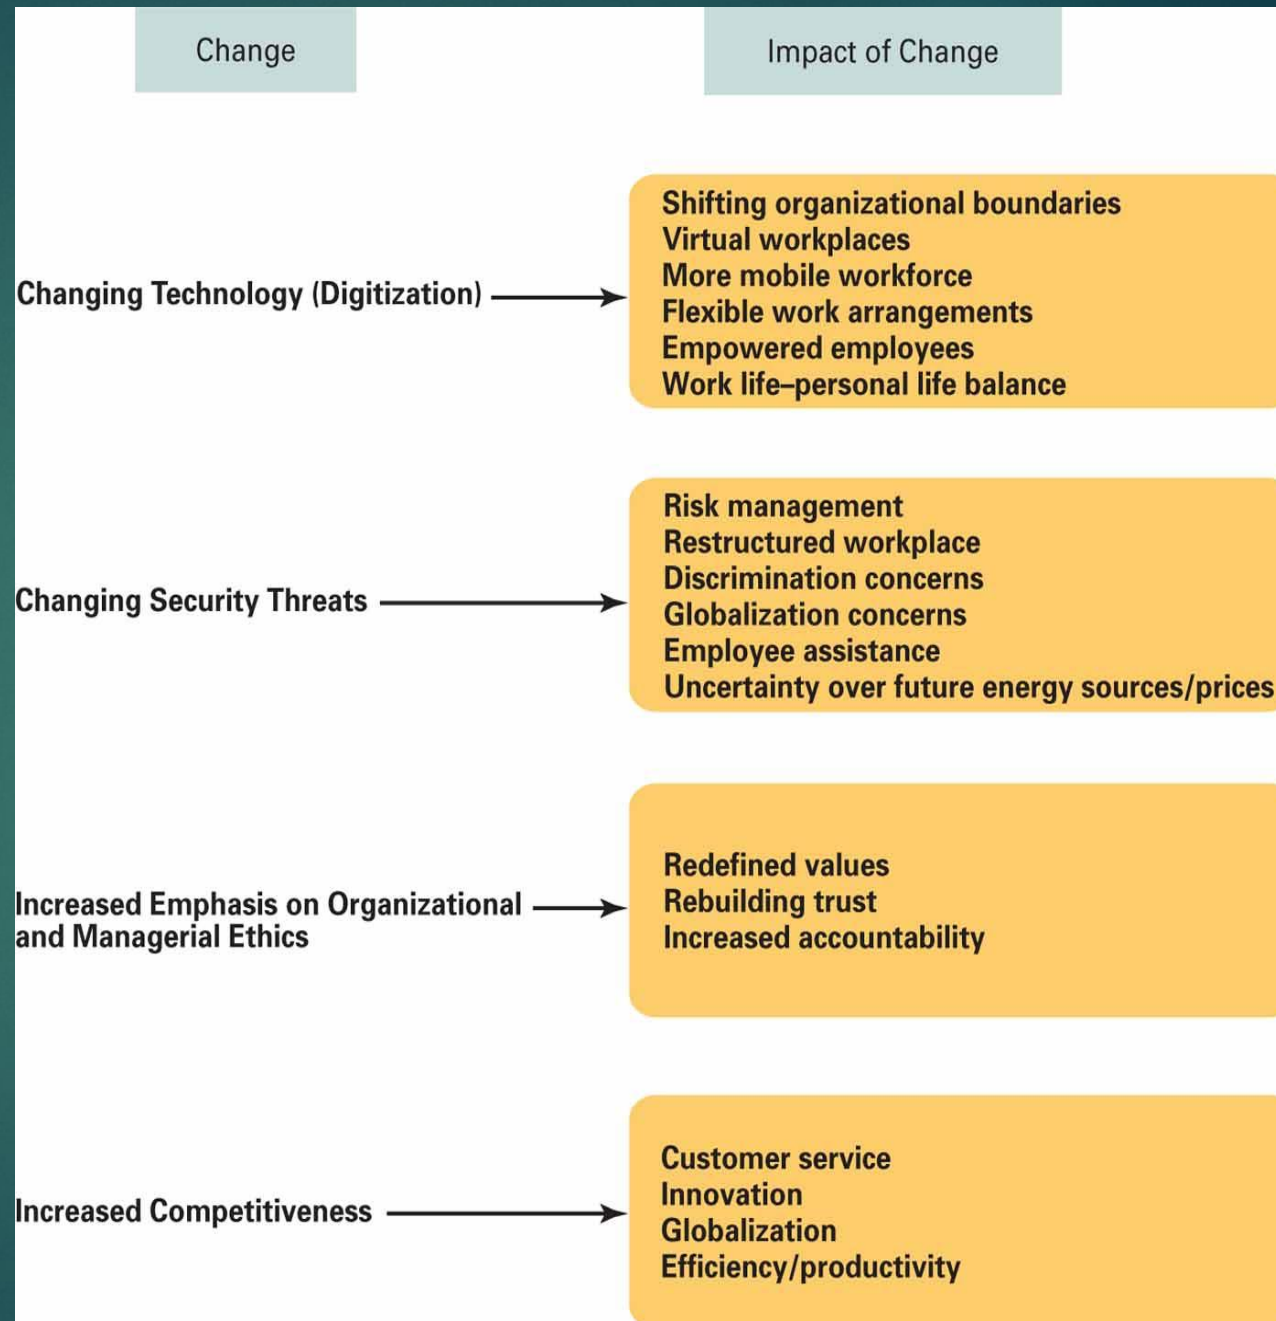 Change
Impact of Change
Changing Technology (Digitization)
Shifting organizational boundaries
Virtual workplaces
More mobile workforce
Flexible work arrangements
Empowered employees
Work life–personal life balance
Changing Security Threats
Risk management
Restructured workplace
Discrimination concerns
Globalization concerns
Employee assistance
Uncertainty over future energy sources/prices
Increased Emphasis on Organizational
and Managerial Ethics
Redefined values
Rebuilding trust
Increased accountability
Increased Competitiveness
Customer service
Innovation
Globalization
Efficiency/productivity